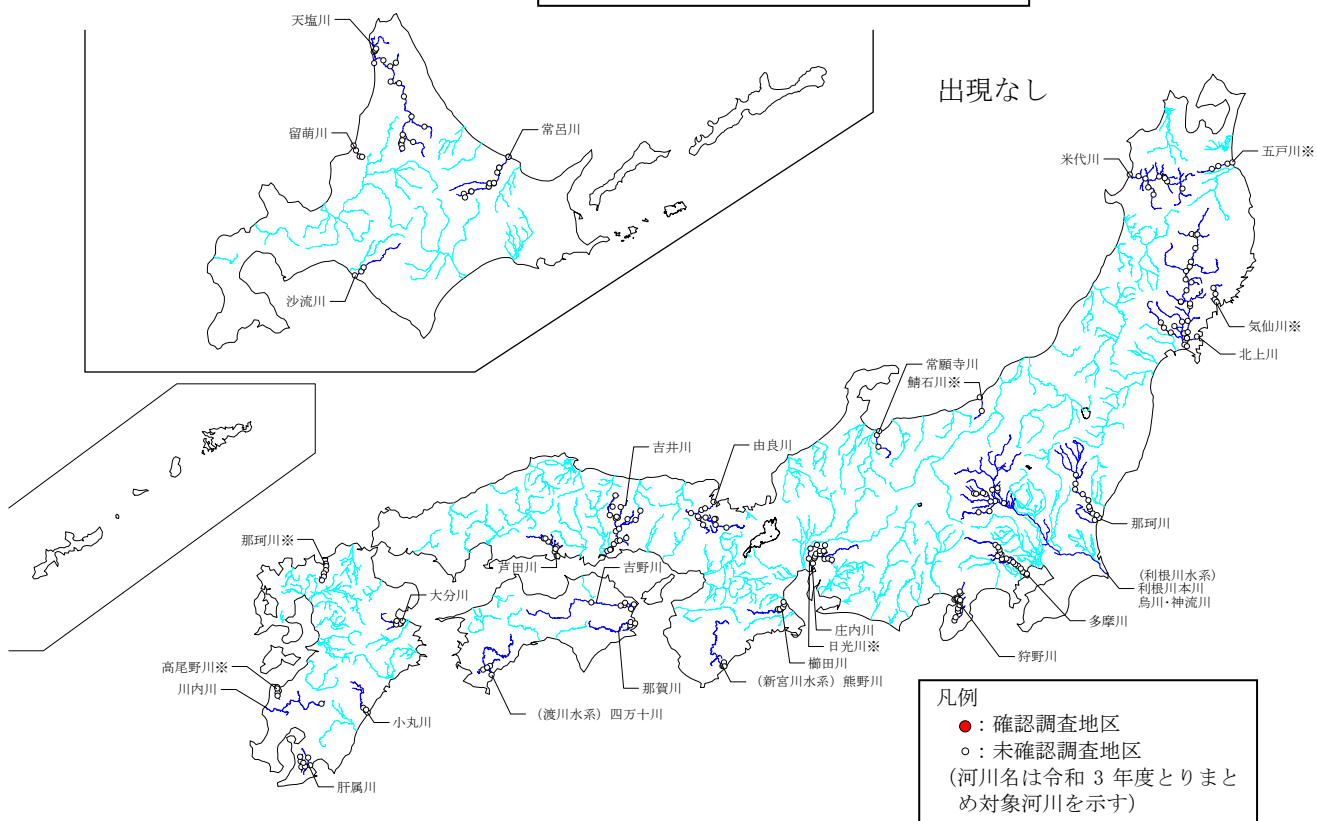 天塩川
出現なし
留萌川
常呂川
米代川
五戸川※
沙流川
気仙川※
北上川
常願寺川
鯖石川※
吉井川
由良川
那珂川
那珂川※
芦田川
吉野川
大分川
(利根川水系)
利根川本川
烏川・神流川
多摩川
庄内川
日光川※
狩野川
櫛田川
高尾野川※
川内川
那賀川
(新宮川水系) 熊野川
(渡川水系) 四万十川
小丸川
肝属川
凡例
: 確認調査地区
: 未確認調査地区
(河川名は令和 3 年度とりまと
め対象河川を示す)